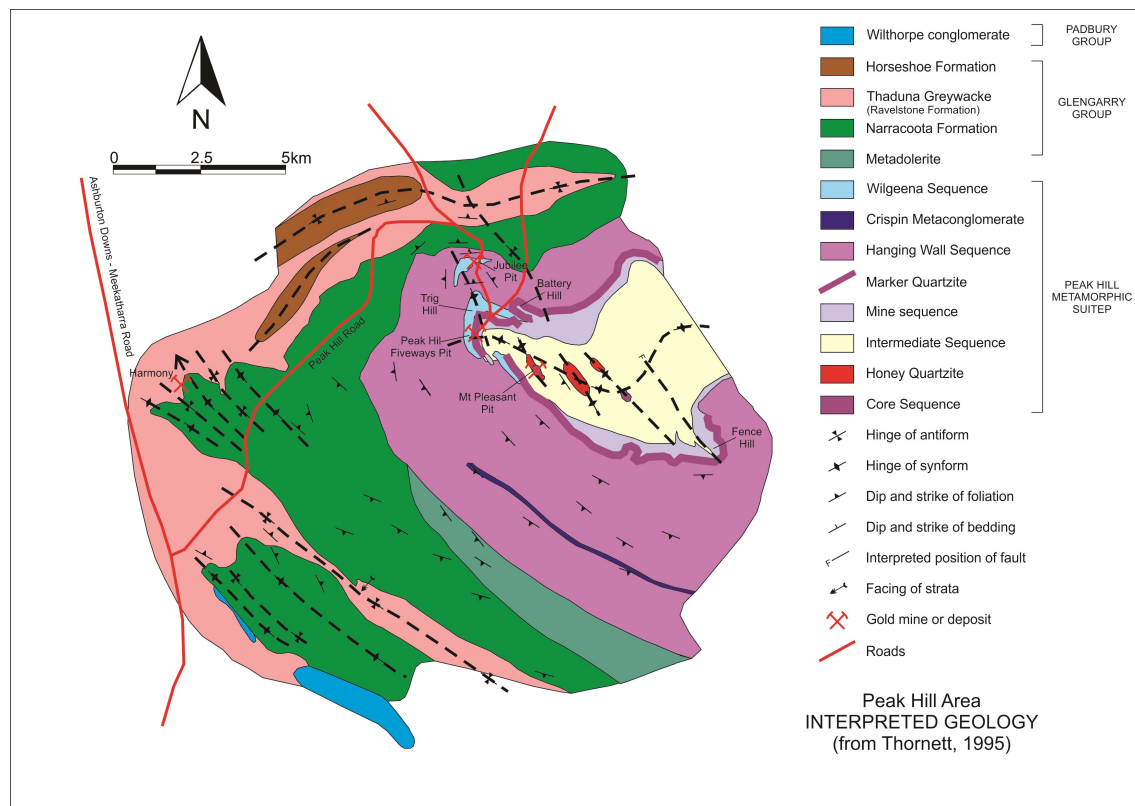 N
0 2.5 5km
Ashburton Downs - Meekatharra Road
Peak Hill Road
Harmony
Jubilee
Pit
Battery
Hill
Trig
Hill
Peak Hil
Fiveways Pit
Mt Pleasant
Pit
Fence
Hill
F
Wilthorpe conglomerate
PADBURY
GROUP
Horseshoe Formation
Thaduna Greywacke
(Ravelstone Formation)
Narracoota Formation
Metadolerite
GLENGARRY
GROUP
Wilgeena Sequence
Crispin Metaconglomerate
Hanging Wall Sequence
Marker Quartzite
Mine sequence
Intermediate Sequence
Honey Quartzite
Core Sequence
PEAK HILL
METAMORPHIC
SUITEP
Hinge of antiform
Hinge of synform
Dip and strike of foliation
Dip and strike of bedding
F
Interpreted position of fault
Facing of strata
Gold mine or deposit
Roads
Peak Hill Area
INTERPRETED GEOLOGY
(from Thornett, 1995)